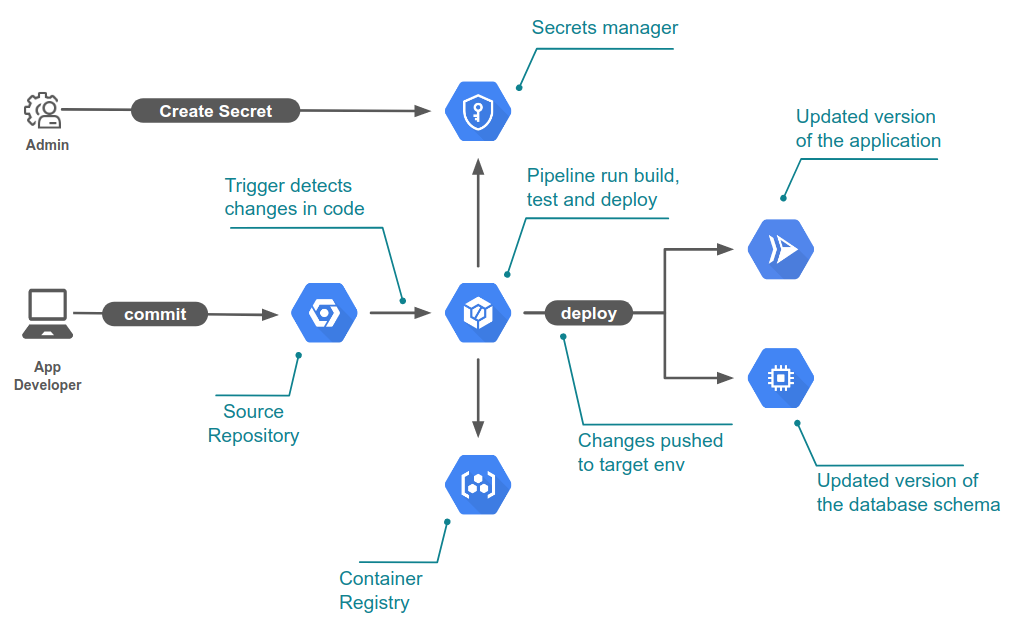 Secrets manager
Create Secret
Admin
Updated version
of the application
Trigger detects
changes in code
Pipeline run build,
test and deploy
commit
deploy
App
Developer
Source
Repository
Changes pushed
to target env
Updated version of
the database schema
Container
Registry